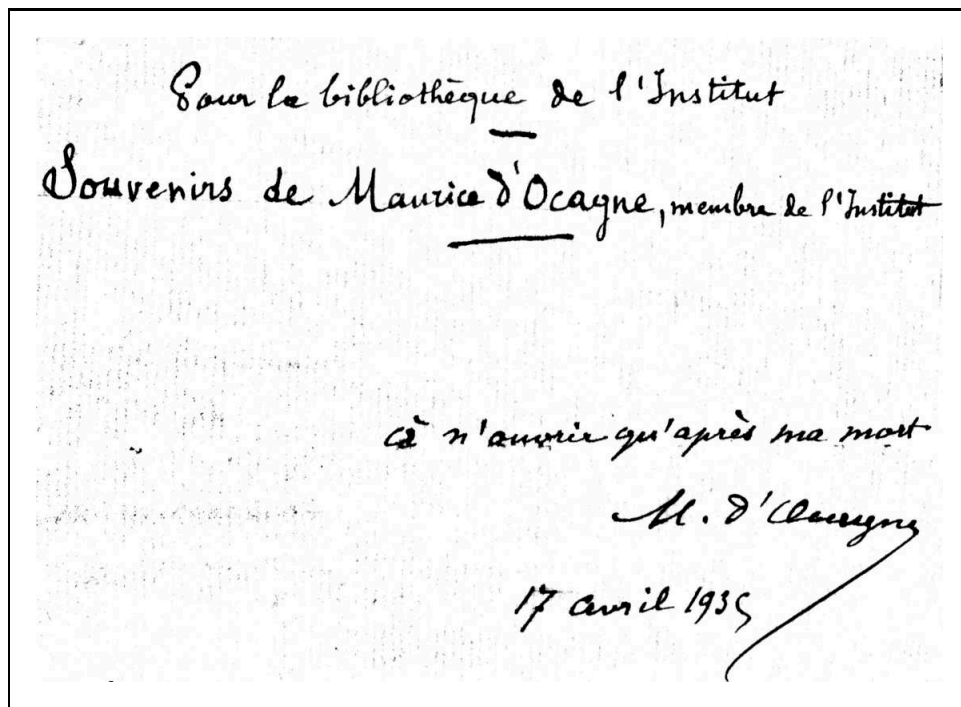 Pour la bibliothèque de l'Institut
Souvenirs de Maurice d'Ocagne, membre de l'Institut
à n'ouvrir qu'après ma mort
M. d'Ocagne
17 avril 1935